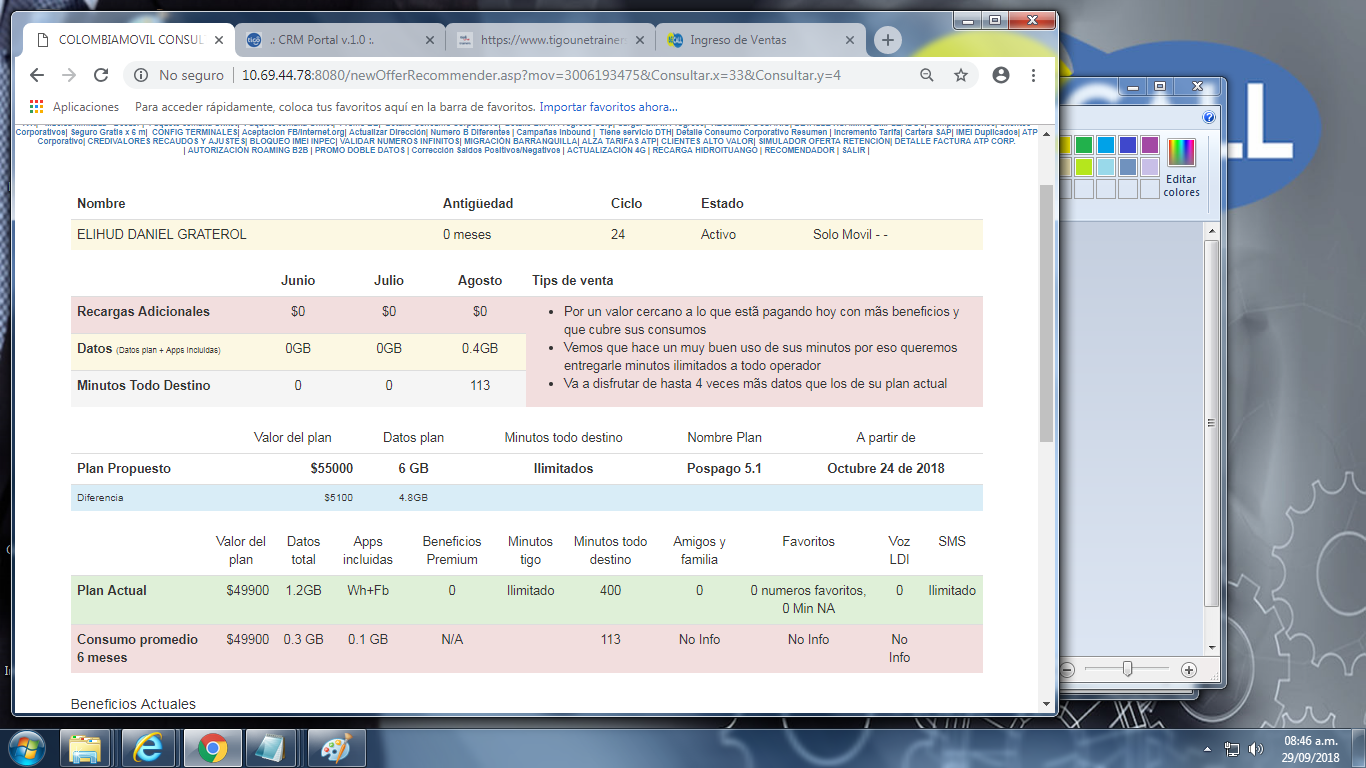 COLOMBIAMOVIL CONSUL
.: CRM Portal v.1.0 :.
https://www.tigounetrainer
Ingreso de Ventas
No seguro | 10.69.44.78:8080/newOfferRecommender.asp?mov=3006193475&Consultar.x=33&Consultar.y=4
Aplicaciones Para acceder rápidamente, coloca tus favoritos aquí en la barra de favoritos. Importar favoritos ahora...
Corporativos| Seguro Gratis x 6 m| CONFIG TERMINALES| Aceptacion FB/Internet.org| Actualizar Dirección| Numero B Diferentes | Campañas Inbound | Tiene servicio DTH| Detalle Consumo Corporativo Resumen | Incremento Tarifa| Cartera SAP| IMEI Duplicados| ATP
Corporativo| CREDIVALORES RECAUDOS Y AJUSTES| BLOQUEO IMEI INPEC| VALIDAR NUMEROS INFINITOS| MIGRACIÓN BARRANQUILLA| ALZA TARIFAS ATP| CLIENTES ALTO VALOR| SIMULADOR OFERTA RETENCIÓN| DETALLE FACTURA ATP CORP.
| AUTORIZACIÓN ROAMING B2B | PROMO DOBLE DATOS | Corrección Saldos Positivos/Negativos | ACTUALIZACIÓN 4G | RECARGA HIDROITUANGO | RECOMENDADOR | SALIR |
Nombre Antigüedad Ciclo Estado
ELIHUD DANIEL GRATEROL 0 meses 24 Activo Solo Movil - -
Junio Julio Agosto Tips de venta
Recargas Adicionales $0 $0 $0
Datos (Datos plan + Apps Incluidas) 0GB 0GB 0.4GB
Minutos Todo Destino 0 0 113
• Por un valor cercano a lo que estã pagando hoy con mãs beneficios y
que cubre sus consumos
• Vemos que hace un muy buen uso de sus minutos por eso queremos
entregarle minutos ilimitados a todo operador
• Va a disfrutar de hasta 4 veces mãs datos que los de su plan actual
Valor del plan Datos plan Minutos todo destino Nombre Plan A partir de
Plan Propuesto $55000 6 GB Ilimitados Pospago 5.1 Octubre 24 de 2018
Diferencia $5100 4.8GB
Valor del plan Datos total Apps incluidas Beneficios Premium Minutos tigo Minutos todo destino Amigos y familia Favoritos Voz LDI SMS
Plan Actual $49900 1.2GB Wh+Fb 0 Ilimitado 400 0 0 numeros favoritos, 0 Min NA 0 Ilimitado
Consumo promedio 6 meses $49900 0.3 GB 0.1 GB N/A 113 No Info No Info No Info
Beneficios Actuales
Editar
colores
08:46 a.m.
29/09/2018